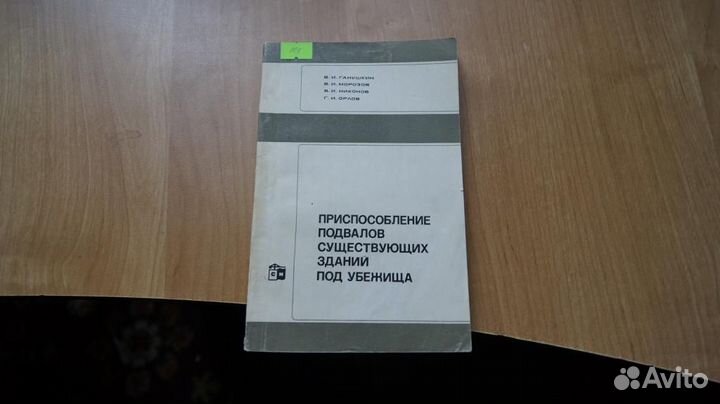 В. И. ГАНУШКИН
В. И. МОРОЗОВ
Б. И. НИКОНОВ
Г. И. ОРЛОВ
ПРИСПОСОБЛЕНИЕ
ПОДВАЛОВ
СУЩЕСТВУЮЩИХ
ЗДАНИЙ
ПОД УБЕЖИЩА
С И
Avito